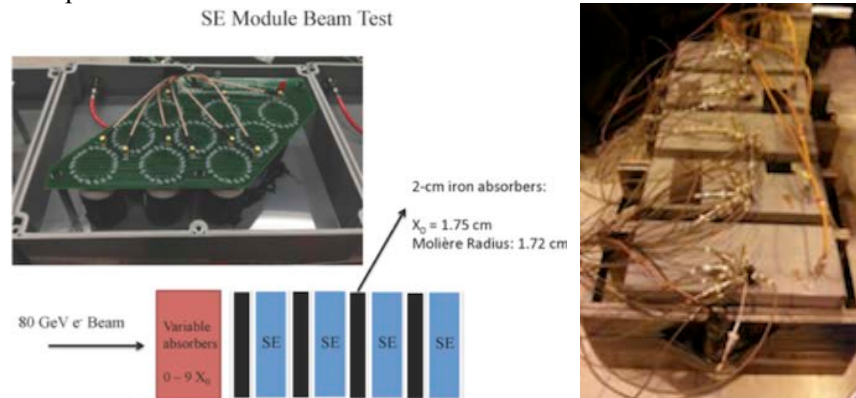 SE Module Beam Test
2-cm iron absorbers:
X₀ = 1.75 cm
Molière Radius: 1.72 cm
80 GeV e⁻ Beam
Variable
absorbers
0 – 9 X₀
SE
SE
SE
SE